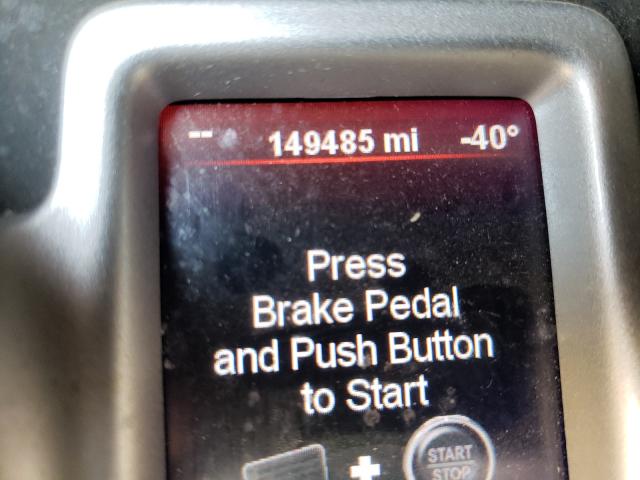 -- 149485 mi -40°
Press
Brake Pedal
and Push Button
to Start
+ START
STOP